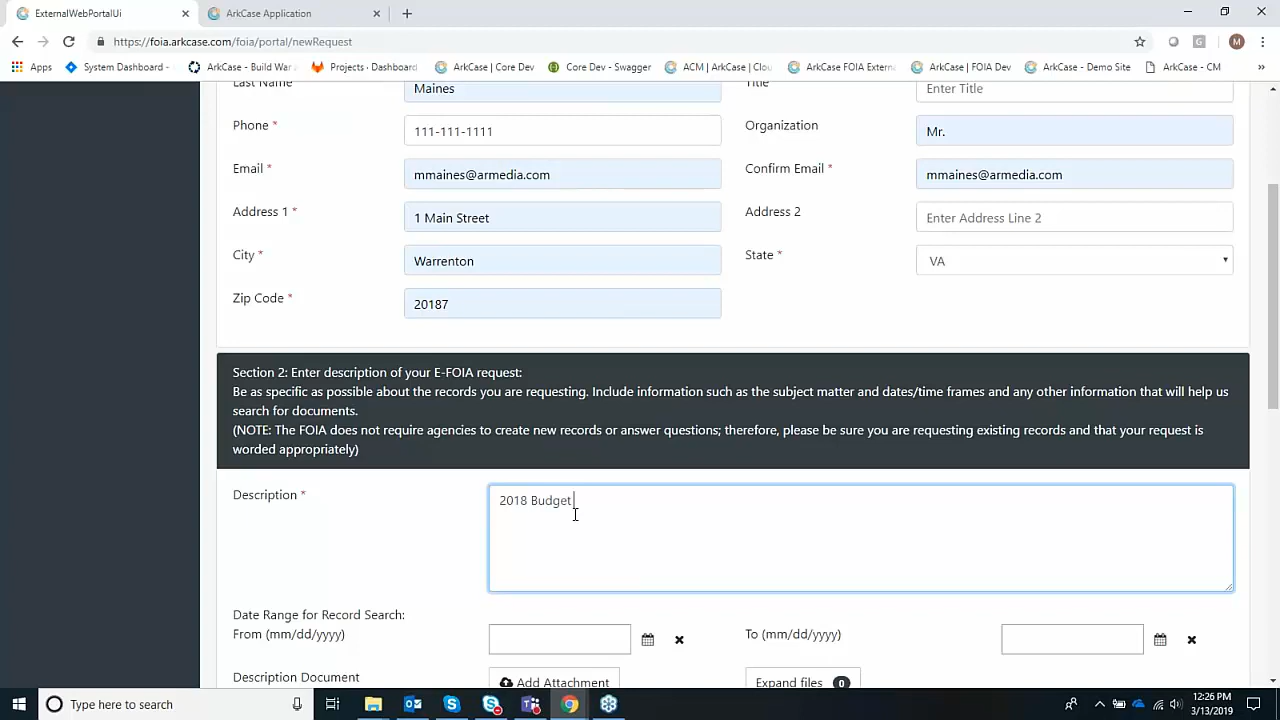 ExternalWebPortalUi
ArkCase Application
https://foia.arkcase.com/foia/portal/newRequest
M
Apps
System Dashboard -
ArkCase - Build War
Projects · Dashboard
ArkCase | Core Dev
Core Dev - Swagger
ACM | ArkCase | Clou
ArkCase FOIA Extern
ArkCase | FOIA Dev
ArkCase - Demo Site
ArkCase - CM
»
Last Name
Maines
Title
Enter Title
Phone *
111-111-1111
Organization
Mr.
Email *
mmaines@armedia.com
Confirm Email *
mmaines@armedia.com
Address 1 *
1 Main Street
Address 2
Enter Address Line 2
City *
Warrenton
State *
VA
Zip Code *
20187
Section 2: Enter description of your E-FOIA request:
Be as specific as possible about the records you are requesting. Include information such as the subject matter and dates/time frames and any other information that will help us
search for documents.
(NOTE: The FOIA does not require agencies to create new records or answer questions; therefore, please be sure you are requesting existing records and that your request is
worded appropriately)
Description *
2018 Budget
Date Range for Record Search:
From (mm/dd/yyyy)
To (mm/dd/yyyy)
Description Document
Add Attachment
Expand files 0
Type here to search
12:26 PM
3/13/2019